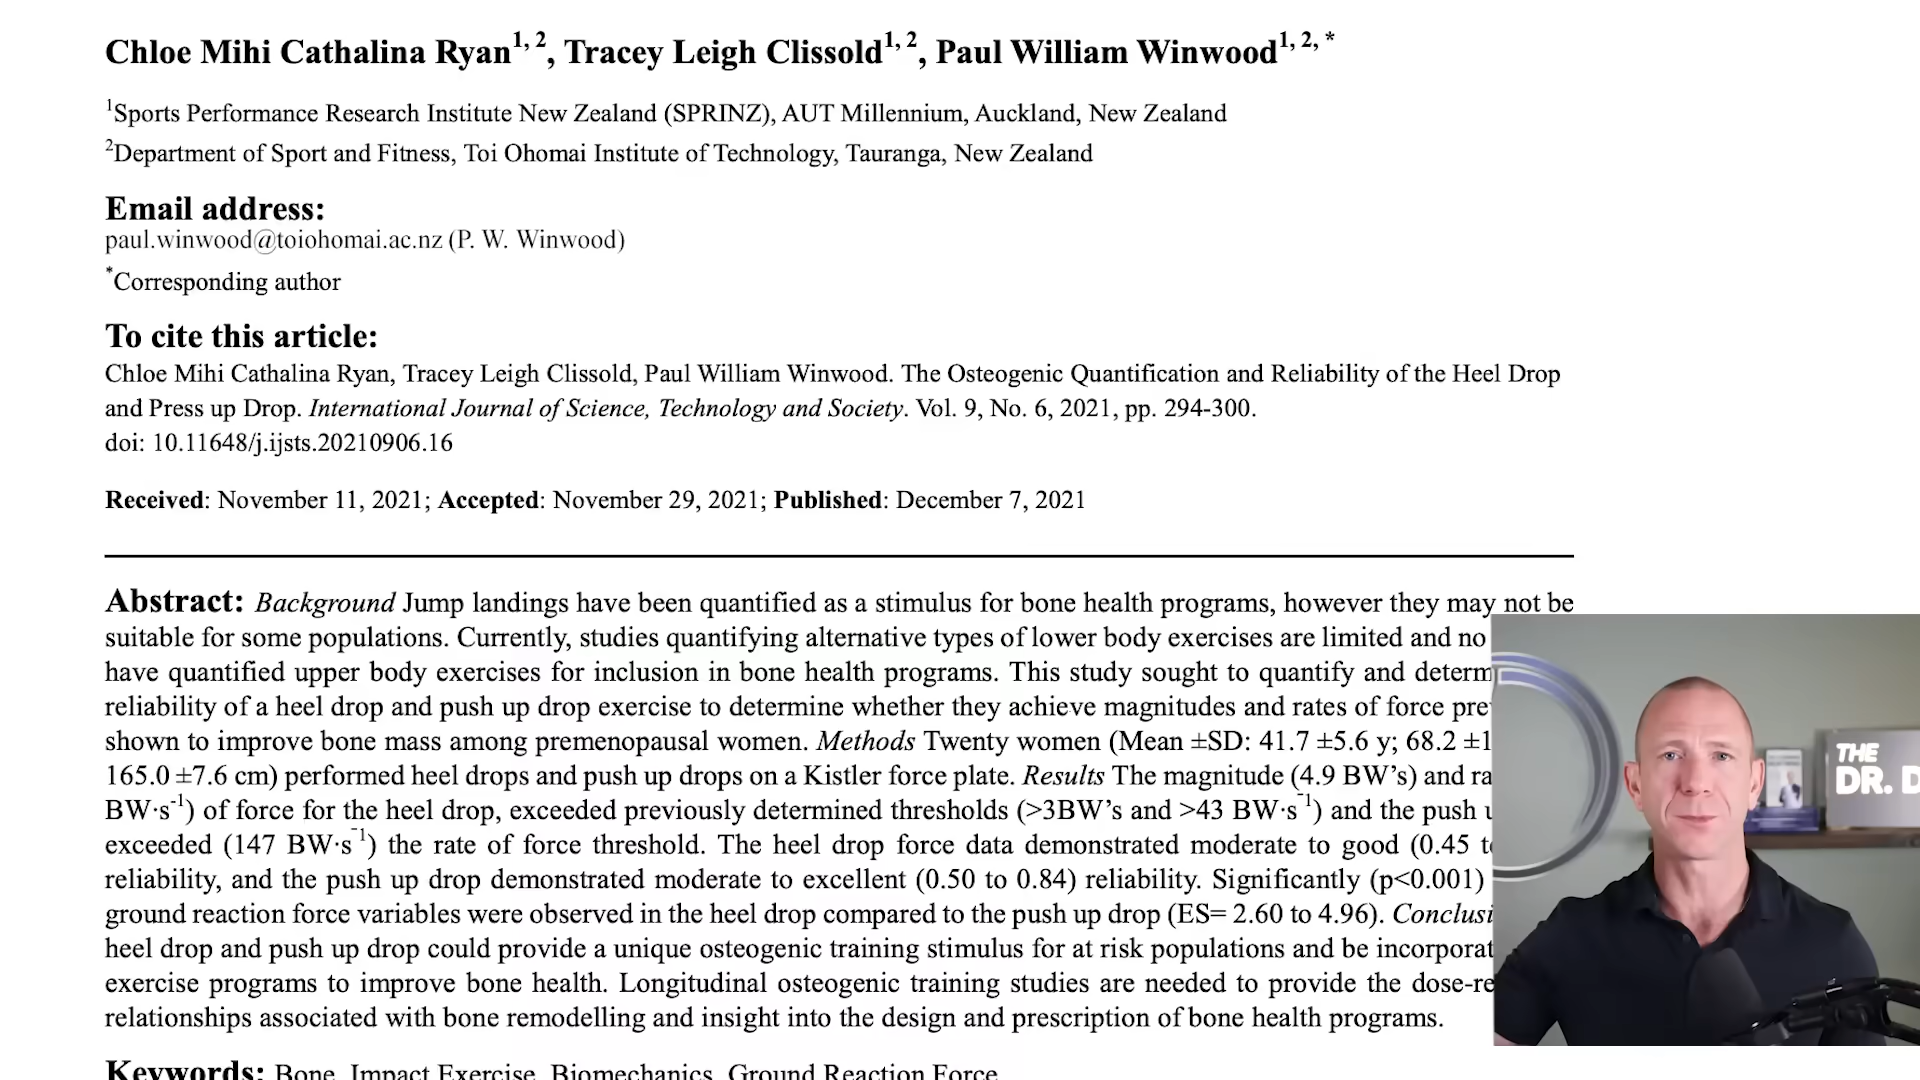 Chloe Mihi Cathalina Ryan1, 2, Tracey Leigh Clissold1, 2, Paul William Winwood1, 2, *
1Sports Performance Research Institute New Zealand (SPRINZ), AUT Millennium, Auckland, New Zealand
2Department of Sport and Fitness, Toi Ohomai Institute of Technology, Tauranga, New Zealand
Email address:
paul.winwood@toiohomai.ac.nz (P. W. Winwood)
*Corresponding author
To cite this article:
Chloe Mihi Cathalina Ryan, Tracey Leigh Clissold, Paul William Winwood. The Osteogenic Quantification and Reliability of the Heel Drop
and Press up Drop. International Journal of Science, Technology and Society. Vol. 9, No. 6, 2021, pp. 294-300.
doi: 10.11648/j.ijsts.20210906.16
Received: November 11, 2021; Accepted: November 29, 2021; Published: December 7, 2021
Abstract: Background Jump landings have been quantified as a stimulus for bone health programs, however they may not be
suitable for some populations. Currently, studies quantifying alternative types of lower body exercises are limited and no
have quantified upper body exercises for inclusion in bone health programs. This study sought to quantify and determ
reliability of a heel drop and push up drop exercise to determine whether they achieve magnitudes and rates of force pre
shown to improve bone mass among premenopausal women. Methods Twenty women (Mean ±SD: 41.7 ±5.6 y; 68.2 ±1
165.0 ±7.6 cm) performed heel drops and push up drops on a Kistler force plate. Results The magnitude (4.9 BW’s) and ra
BW·s-1) of force for the heel drop, exceeded previously determined thresholds (>3BW’s and >43 BW·s-1) and the push
exceeded (147 BW·s-1) the rate of force threshold. The heel drop force data demonstrated moderate to good (0.45
reliability, and the push up drop demonstrated moderate to excellent (0.50 to 0.84) reliability. Significantly (p<0.001)
ground reaction force variables were observed in the heel drop compared to the push up drop (ES= 2.60 to 4.96). Conclusi
heel drop and push up drop could provide a unique osteogenic training stimulus for at risk populations and be incorporat
exercise programs to improve bone health. Longitudinal osteogenic training studies are needed to provide the dose-re
relationships associated with bone remodelling and insight into the design and prescription of bone health programs.
Keywords: Bone, Impact Exercise, Biomechanics, Ground Reaction Force
THE
DR. D